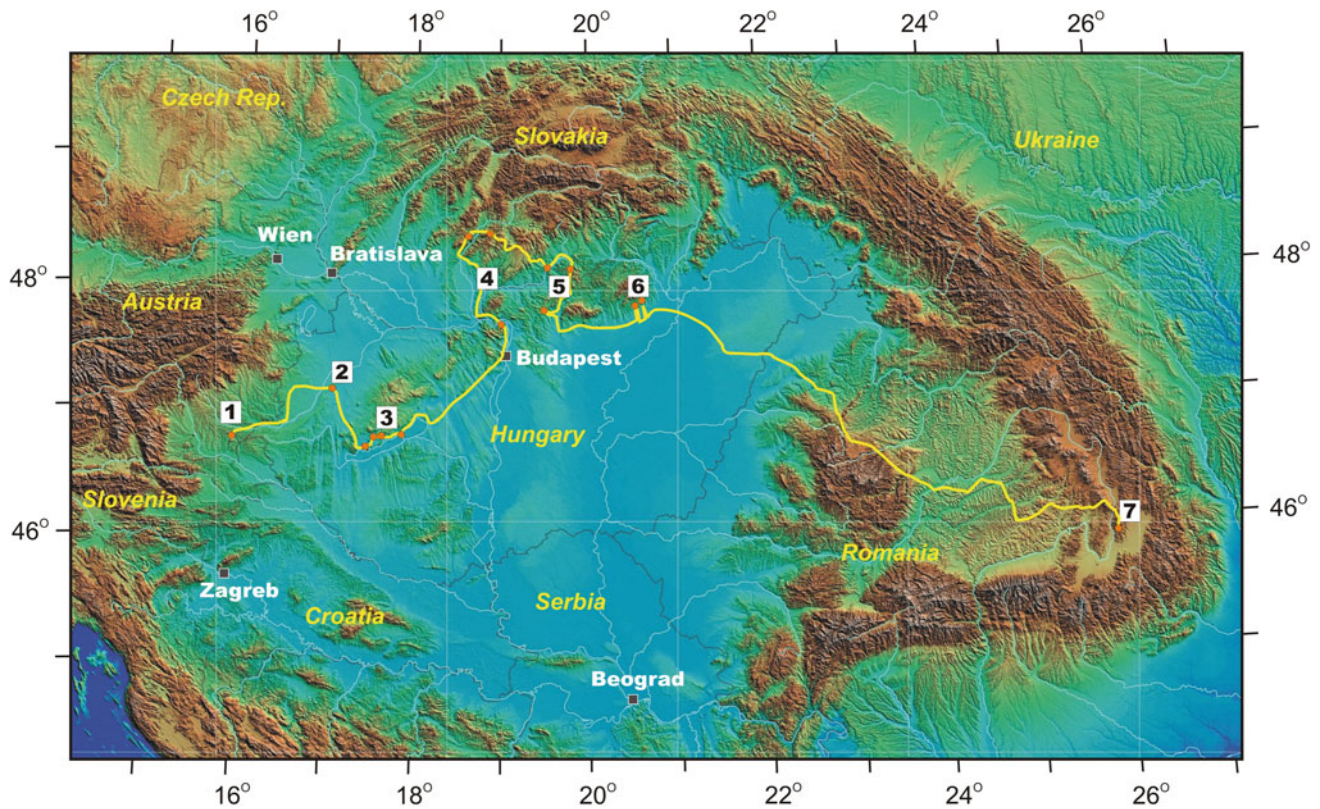 16° 18° 20° 22° 24° 26°
Czech Rep.
Slovakia
Ukraine
Wien
Bratislava
48°
48°
4
5
6
Austria
Budapest
2
1
3
Hungary
Slovenia
46°
46°
7
Romania
Zagreb
Croatia
Serbia
Beograd
16° 18° 20° 22° 24° 26°